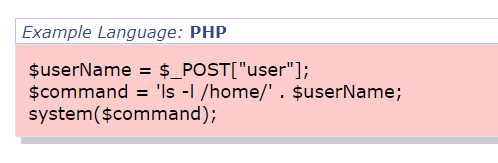 Example Language: PHP
$userName = $_POST["user"];
$command = 'ls -l /home/' . $userName;
system($command);